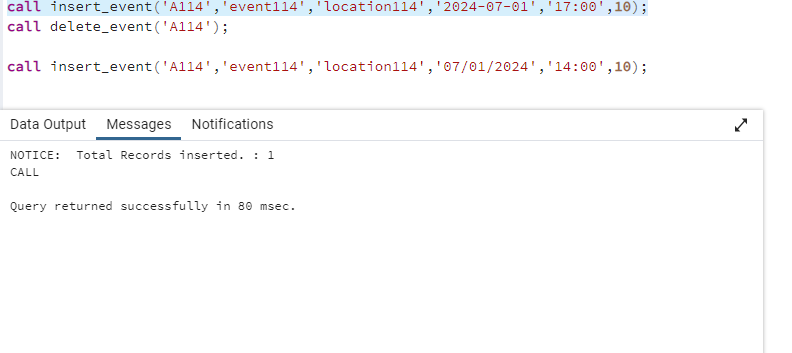 call insert_event('A114','event114','location114','2024-07-01','17:00',10);
call delete_event('A114');
call insert_event('A114','event114','location114','07/01/2024','14:00',10);
Data Output Messages Notifications
NOTICE:  Total Records inserted. : 1
CALL
Query returned successfully in 80 msec.